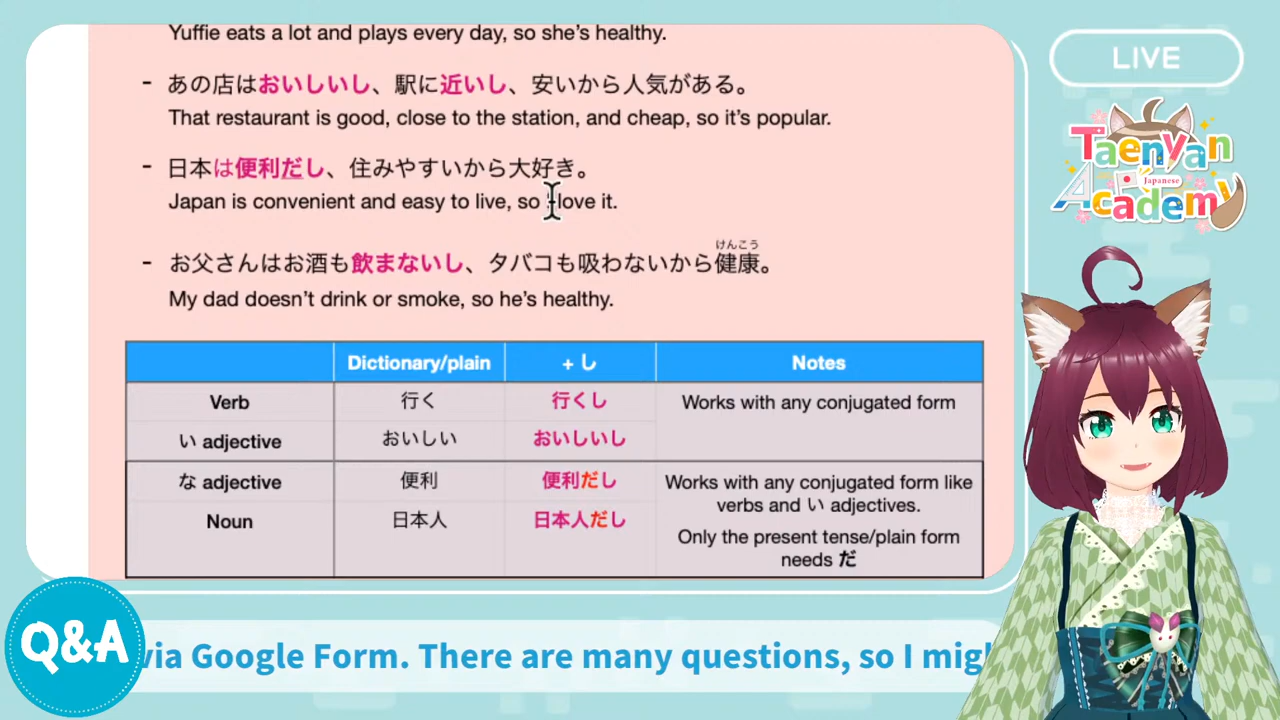 Yuffie eats a lot and plays every day, so she's healthy.
- あの店はおいしいし、駅に近いし、安いから人気がある。
That restaurant is good, close to the station, and cheap, so it's popular.
- 日本は便利だし、住みやすいから大好き。
Japan is convenient and easy to live, so I love it.
けんこう
- お父さんはお酒も飲まないし、タバコも吸わないから健康。
My dad doesn't drink or smoke, so he's healthy.
Dictionary/plain + し Notes
Verb 行く 行くし Works with any conjugated form
い adjective おいしい おいしいし
な adjective 便利 便利だし Works with any conjugated form like
verbs and い adjectives.
Noun 日本人 日本人だし
Only the present tense/plain form
needs だ
Q&A
via Google Form. There are many questions, so I migh
LIVE
Taenyan
Japanese
Academy